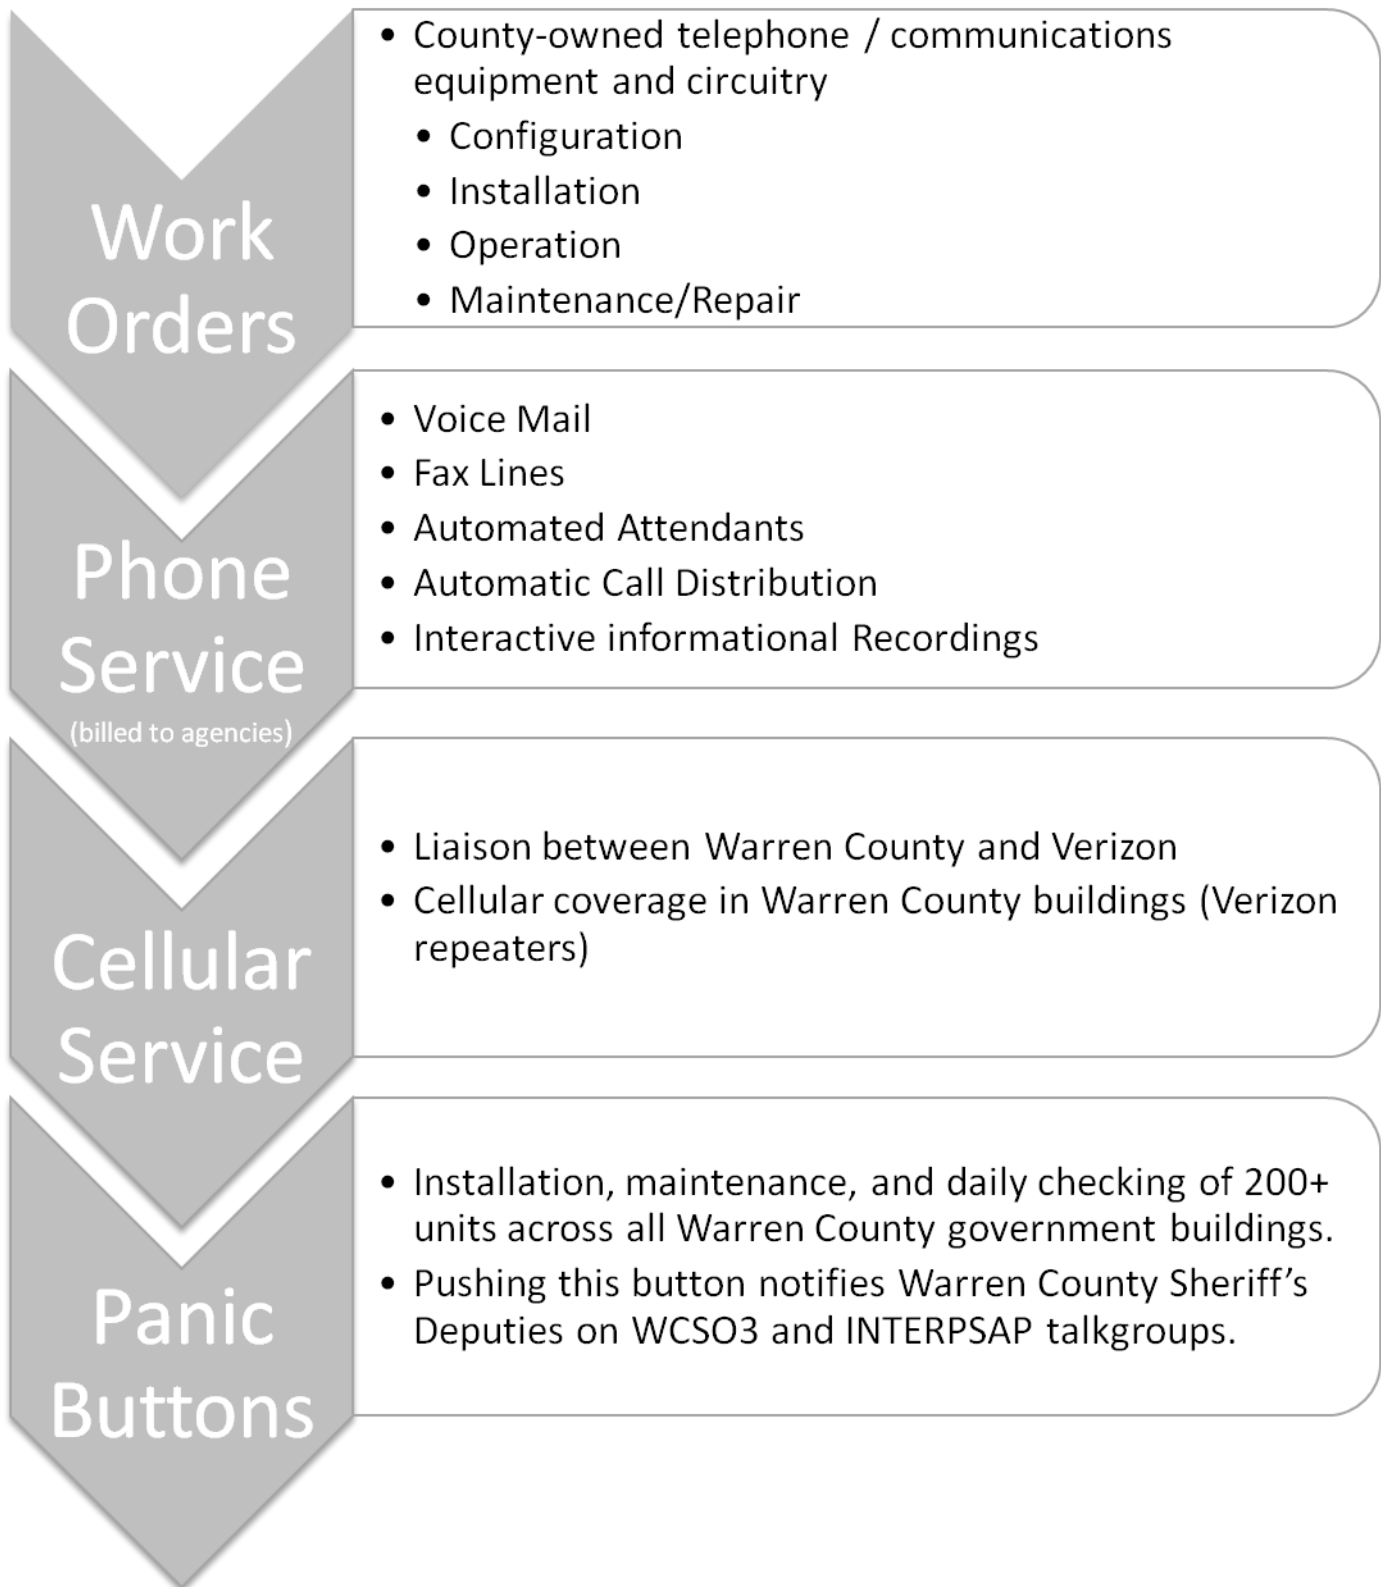 Work
Orders
• County-owned telephone / communications
equipment and circuitry
• Configuration
• Installation
• Operation
• Maintenance/Repair
Phone
Service
(billed to agencies)
• Voice Mail
• Fax Lines
• Automated Attendants
• Automatic Call Distribution
• Interactive informational Recordings
Cellular
Service
• Liaison between Warren County and Verizon
• Cellular coverage in Warren County buildings (Verizon
repeaters)
Panic
Buttons
• Installation, maintenance, and daily checking of 200+
units across all Warren County government buildings.
• Pushing this button notifies Warren County Sheriff’s
Deputies on WCSO3 and INTERPSAP talkgroups.